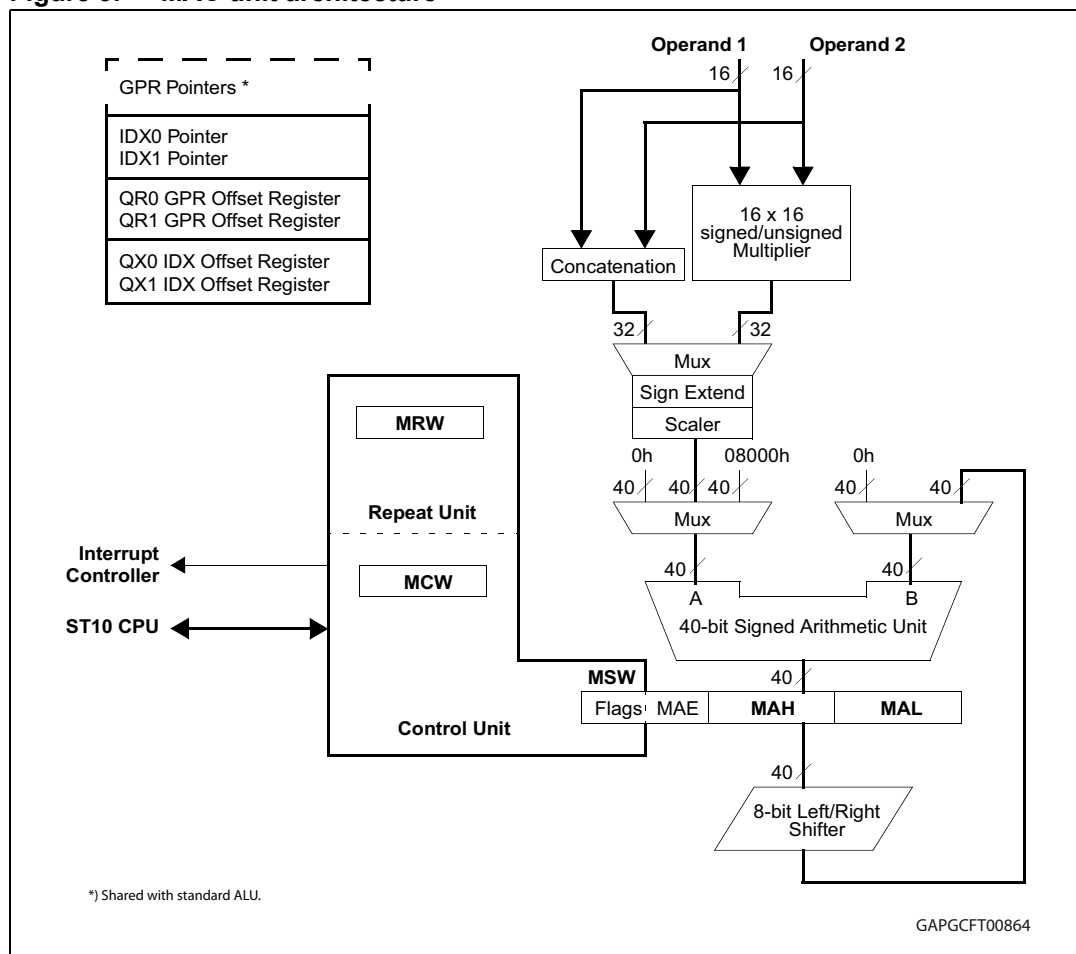 Figure
MAC unit architecture
Operand 1 Operand 2
16 16
GPR Pointers *
IDX0 Pointer
IDX1 Pointer
QR0 GPR Offset Register
QR1 GPR Offset Register
QX0 IDX Offset Register
QX1 IDX Offset Register
16 x 16
signed/unsigned
Multiplier
Concatenation
32 32
Mux
Sign Extend
Scaler
0h 08000h 0h
40 40 40 40 40
Mux Mux
40 40
A B
40-bit Signed Arithmetic Unit
40
MRW
Repeat Unit
Interrupt
Controller
MCW
ST10 CPU
MSW
Flags MAE MAH MAL
Control Unit
40
8-bit Left/Right
Shifter
*) Shared with standard ALU.
GAPGCFT00864